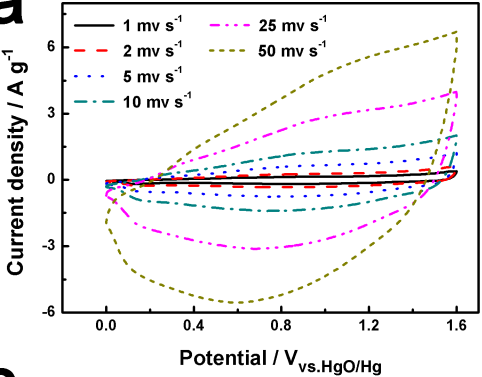 a
1 mv s⁻¹
2 mv s⁻¹
5 mv s⁻¹
10 mv s⁻¹
25 mv s⁻¹
50 mv s⁻¹
Current density / A g⁻¹
6
3
0
-3
-6
0.0 0.4 0.8 1.2 1.6
Potential / V vs.HgO/Hg